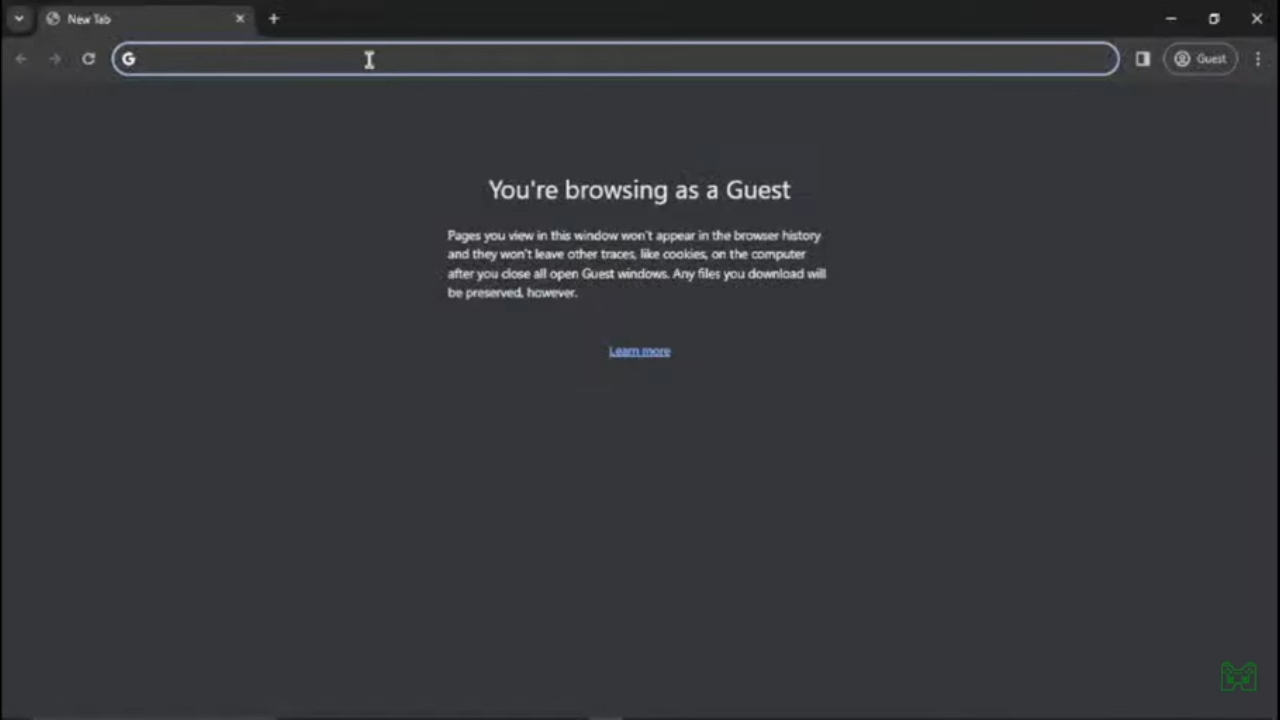 New Tab
G
Guest
You're browsing as a Guest
Pages you view in this window won't appear in the browser history
and they won't leave other traces, like cookies, on the computer
after you close all open Guest windows. Any files you download will
be preserved, however.
Learn more